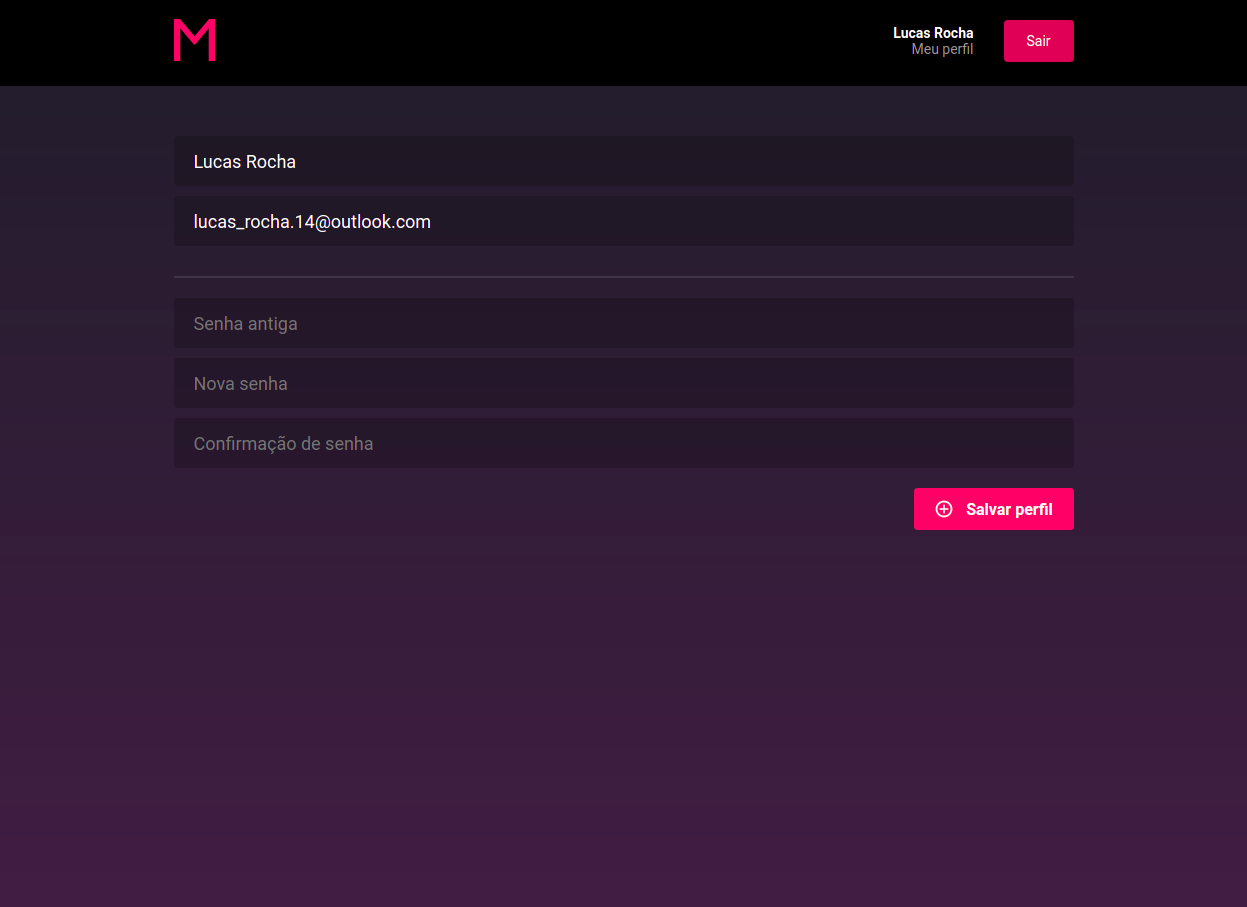 M
Lucas Rocha
Meu perfil
Sair
Lucas Rocha
lucas_rocha.14@outlook.com
Senha antiga
Nova senha
Confirmação de senha
Salvar perfil